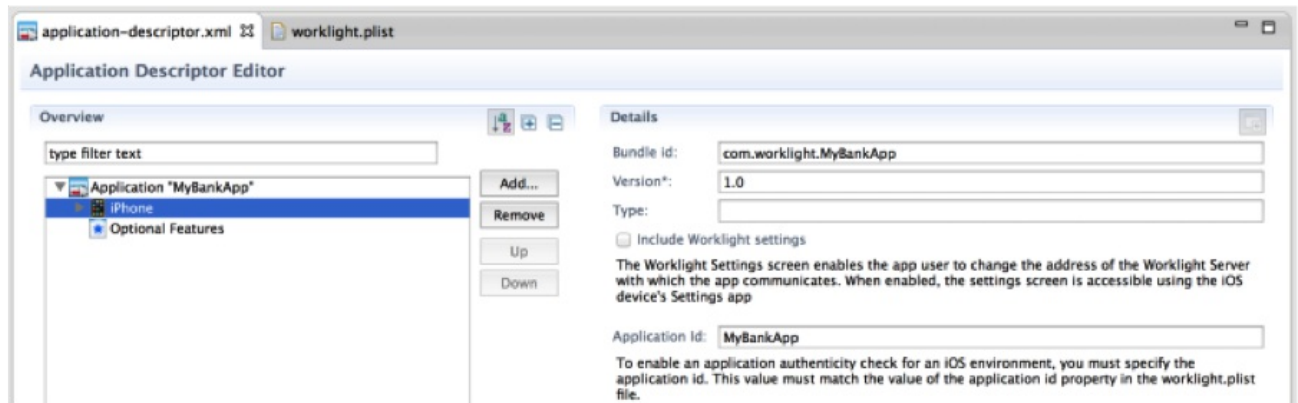 application-descriptor.xml
worklight.plist
Application Descriptor Editor
Overview
type filter text
Application "MyBankApp"
iPhone
Optional Features
Add...
Remove
Up
Down
Details
Bundle id: com.worklight.MyBankApp
Version*: 1.0
Type:
Include Worklight settings
The Worklight Settings screen enables the app user to change the address of the Worklight Server
with which the app communicates. When enabled, the settings screen is accessible using the iOS
device's Settings app
Application Id: MyBankApp
To enable an application authenticity check for an iOS environment, you must specify the
application id. This value must match the value of the application id property in the worklight.plist
file.